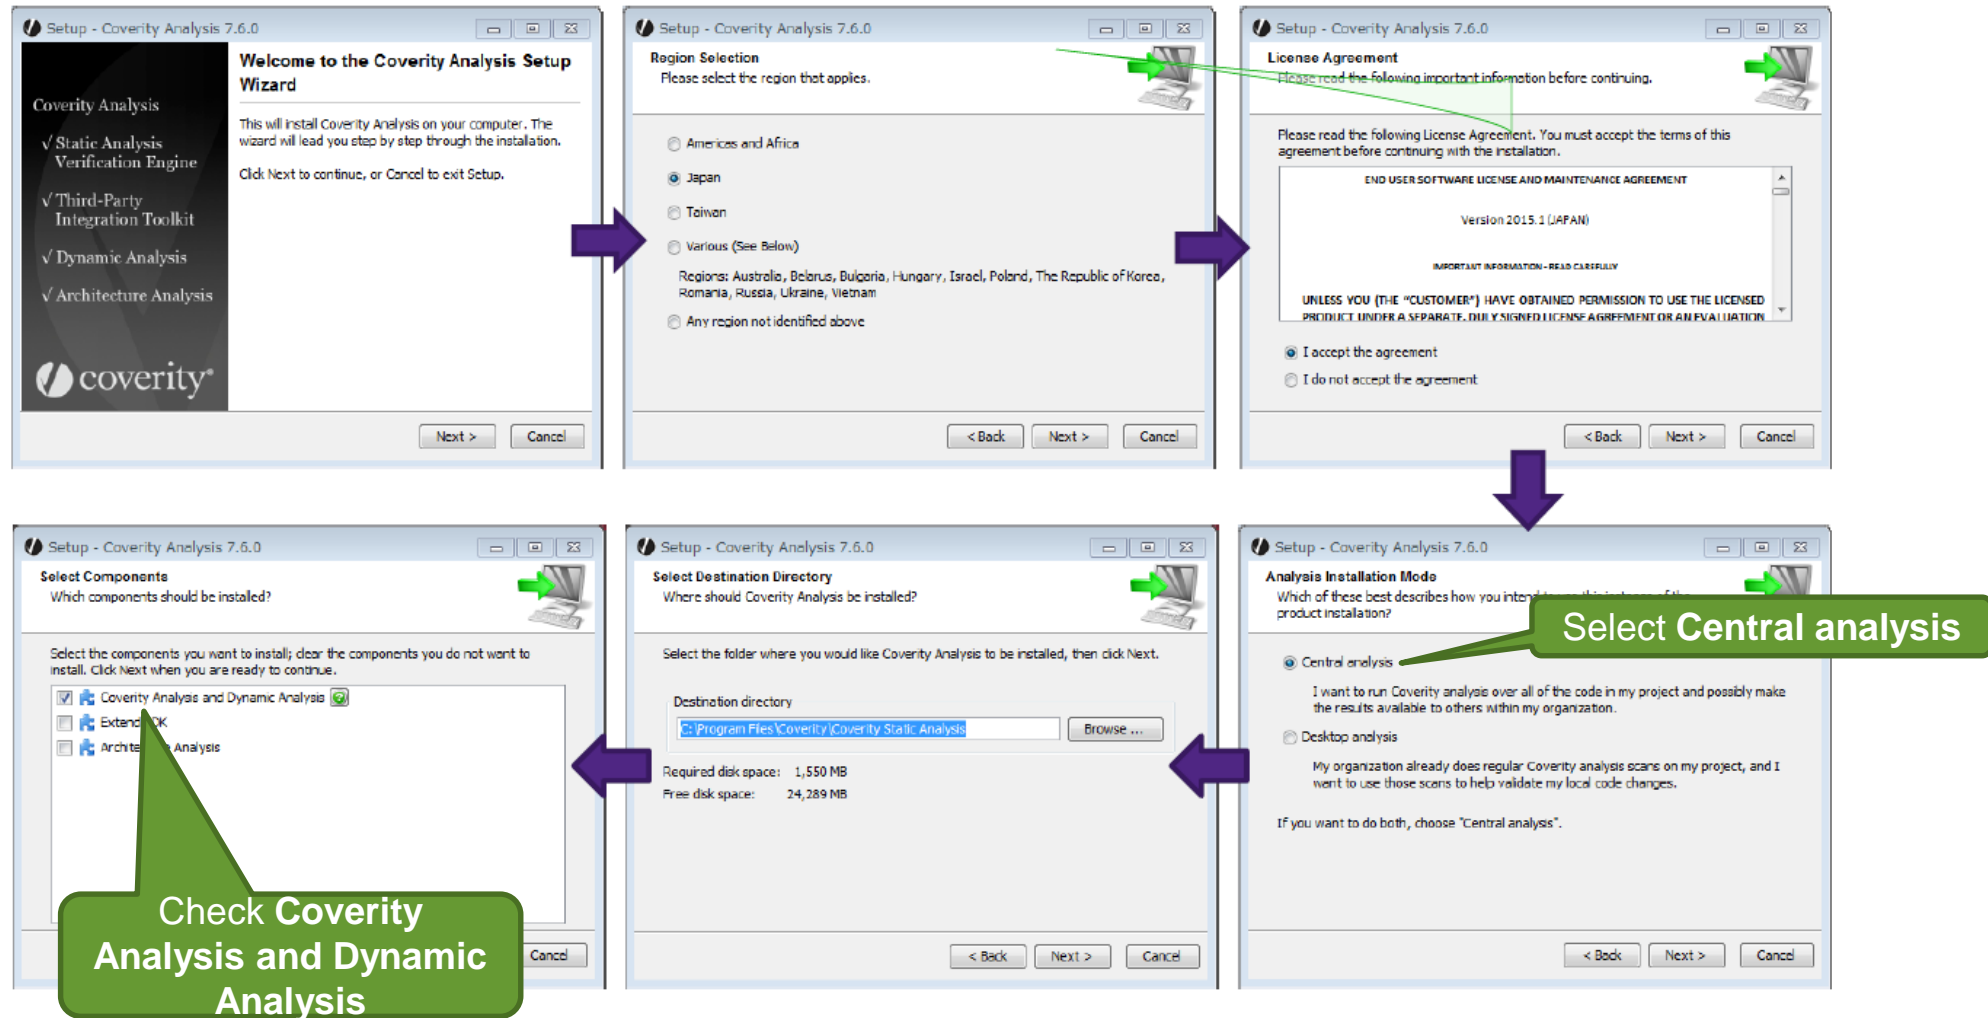 Setup - Coverity Analysis 7.6.0
Coverity Analysis
√ Static Analysis
Verification Engine
√ Third-Party
Integration Toolkit
√ Dynamic Analysis
√ Architecture Analysis
coverity®
Welcome to the Coverity Analysis Setup
Wizard
This will install Coverity Analysis on your computer. The
wizard will lead you step by step through the installation.
Click Next to continue, or Cancel to exit Setup.
Next >
Cancel
Setup - Coverity Analysis 7.6.0
Region Selection
Please select the region that applies.
Americas and Africa
Japan
Taiwan
Various (See Below)
Regions: Australia, Belarus, Bulgaria, Hungary, Israel, Poland, The Republic of Korea,
Romania, Russia, Ukraine, Vietnam
Any region not identified above
< Back
Next >
Cancel
Setup - Coverity Analysis 7.6.0
License Agreement
Please read the following important information before continuing.
Please read the following License Agreement. You must accept the terms of this
agreement before continuing with the installation.
END USER SOFTWARE LICENSE AND MAINTENANCE AGREEMENT
Version 2015.1 (JAPAN)
IMPORTANT INFORMATION - READ CAREFULLY
UNLESS YOU (THE “CUSTOMER”) HAVE OBTAINED PERMISSION TO USE THE LICENSED
PRODUCT UNDER A SEPARATE, DULY SIGNED LICENSE AGREEMENT OR AN EVALUATION
I accept the agreement
I do not accept the agreement
< Back
Next >
Cancel
Setup - Coverity Analysis 7.6.0
Select Components
Which components should be installed?
Select the components you want to install; clear the components you do not want to
install. Click Next when you are ready to continue.
Coverity Analysis and Dynamic Analysis
Extend
Analysis
Check Coverity
Analysis and Dynamic
Analysis
Cancel
Setup - Coverity Analysis 7.6.0
Select Destination Directory
Where should Coverity Analysis be installed?
Select the folder where you would like Coverity Analysis to be installed, then click Next.
Destination directory
C:\Program Files\Coverity\Coverity Static Analysis
Browse ...
Required disk space: 1,550 MB
Free disk space: 24,289 MB
< Back
Next >
Cancel
Setup - Coverity Analysis 7.6.0
Analysis Installation Mode
Which of these best describes how you intend
product installation?
Select Central analysis
Central analysis
I want to run Coverity analysis over all of the code in my project and possibly make
the results available to others within my organization.
Desktop analysis
My organization already does regular Coverity analysis scans on my project, and I
want to use those scans to help validate my local code changes.
If you want to do both, choose "Central analysis".
< Back
Next >
Cancel